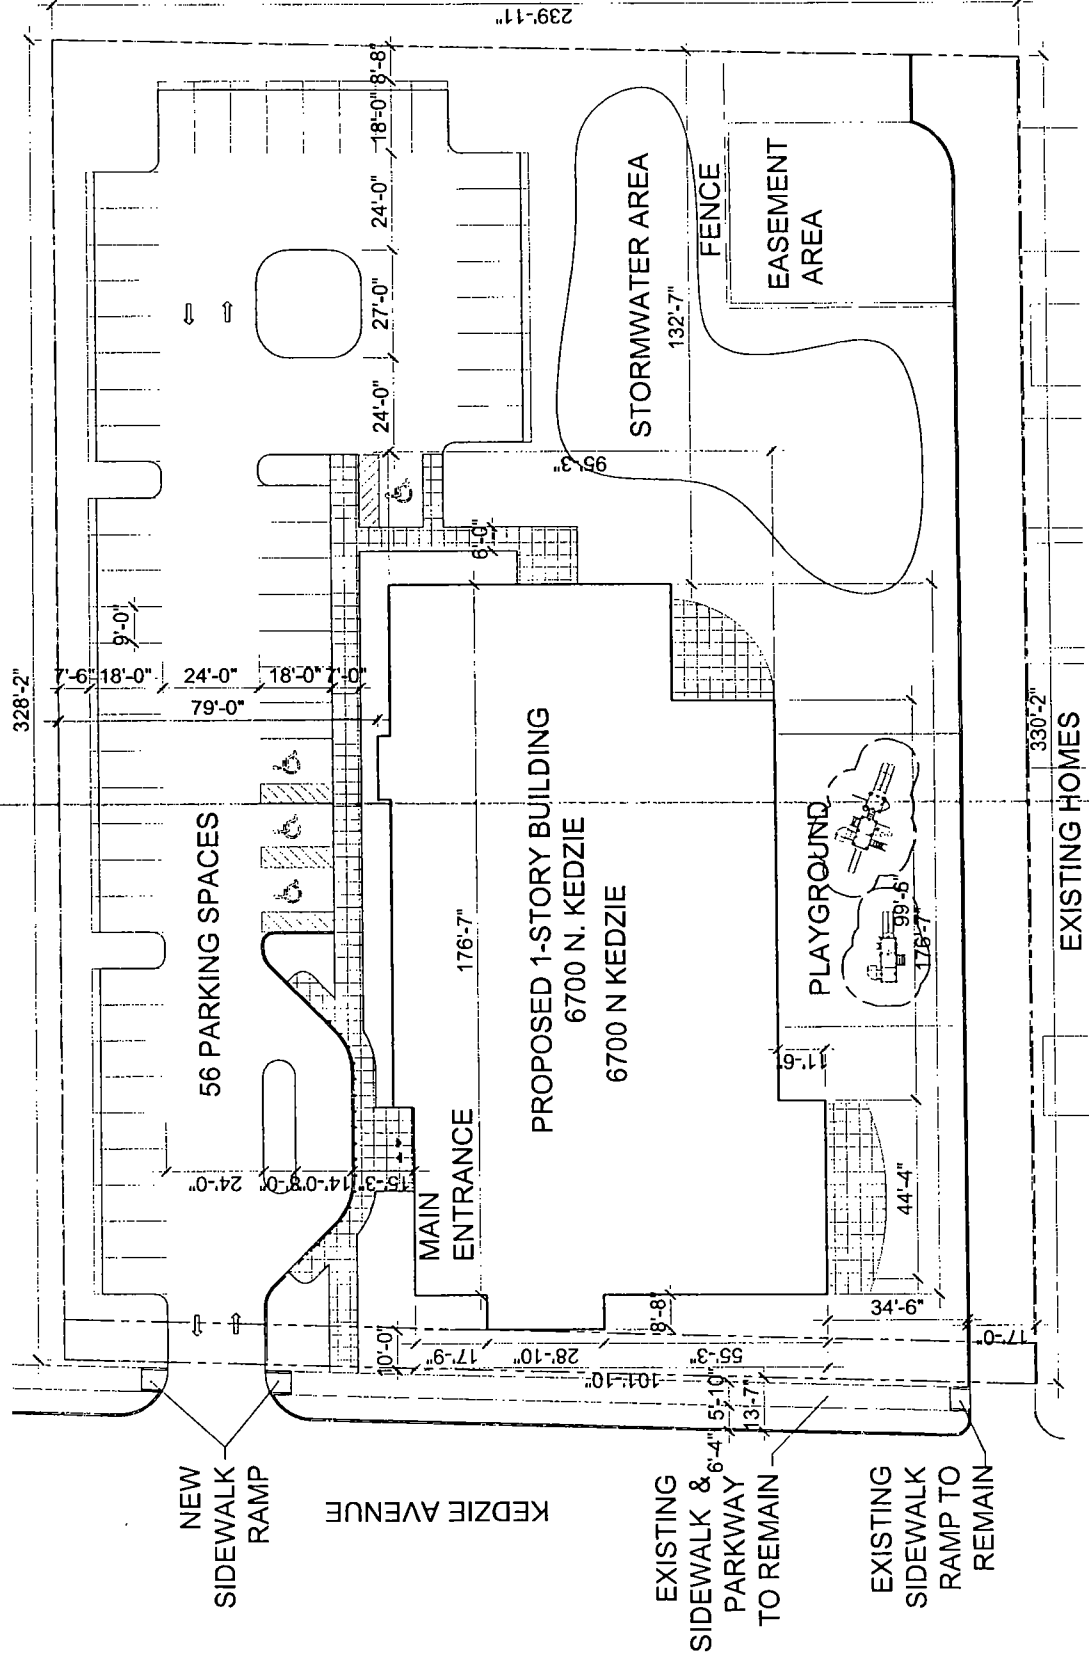 239'-11"
328'-2"
8'-8"
18'-0"
24'-0"
27'-0"
24'-0"
STORMWATER AREA
132'-7"
FENCE
EASEMENT
AREA
95'-3"
6'-0"
9'-0"
7'-6"
18'-0"
24'-0"
18'-0"
7'-0"
79'-0"
56 PARKING SPACES
176'-7"
PROPOSED 1-STORY BUILDING
6700 N. KEDZIE
6700 N KEDZIE
PLAYGROUND
99'-6"
176'-7"
330'-2"
EXISTING HOMES
11'-6"
MAIN
ENTRANCE
24'-0"
8'-0"
14'-0"
15'-3"
44'-4"
34'-6"
17'-0"
8'-8"
10'-0"
17'-9"
28'-10"
55'-3"
101'-10"
5'-10"
13'-7"
6'-4"
NEW
SIDEWALK
RAMP
KEDZIE AVENUE
EXISTING
SIDEWALK &
PARKWAY
TO REMAIN
EXISTING
SIDEWALK
RAMP TO
REMAIN